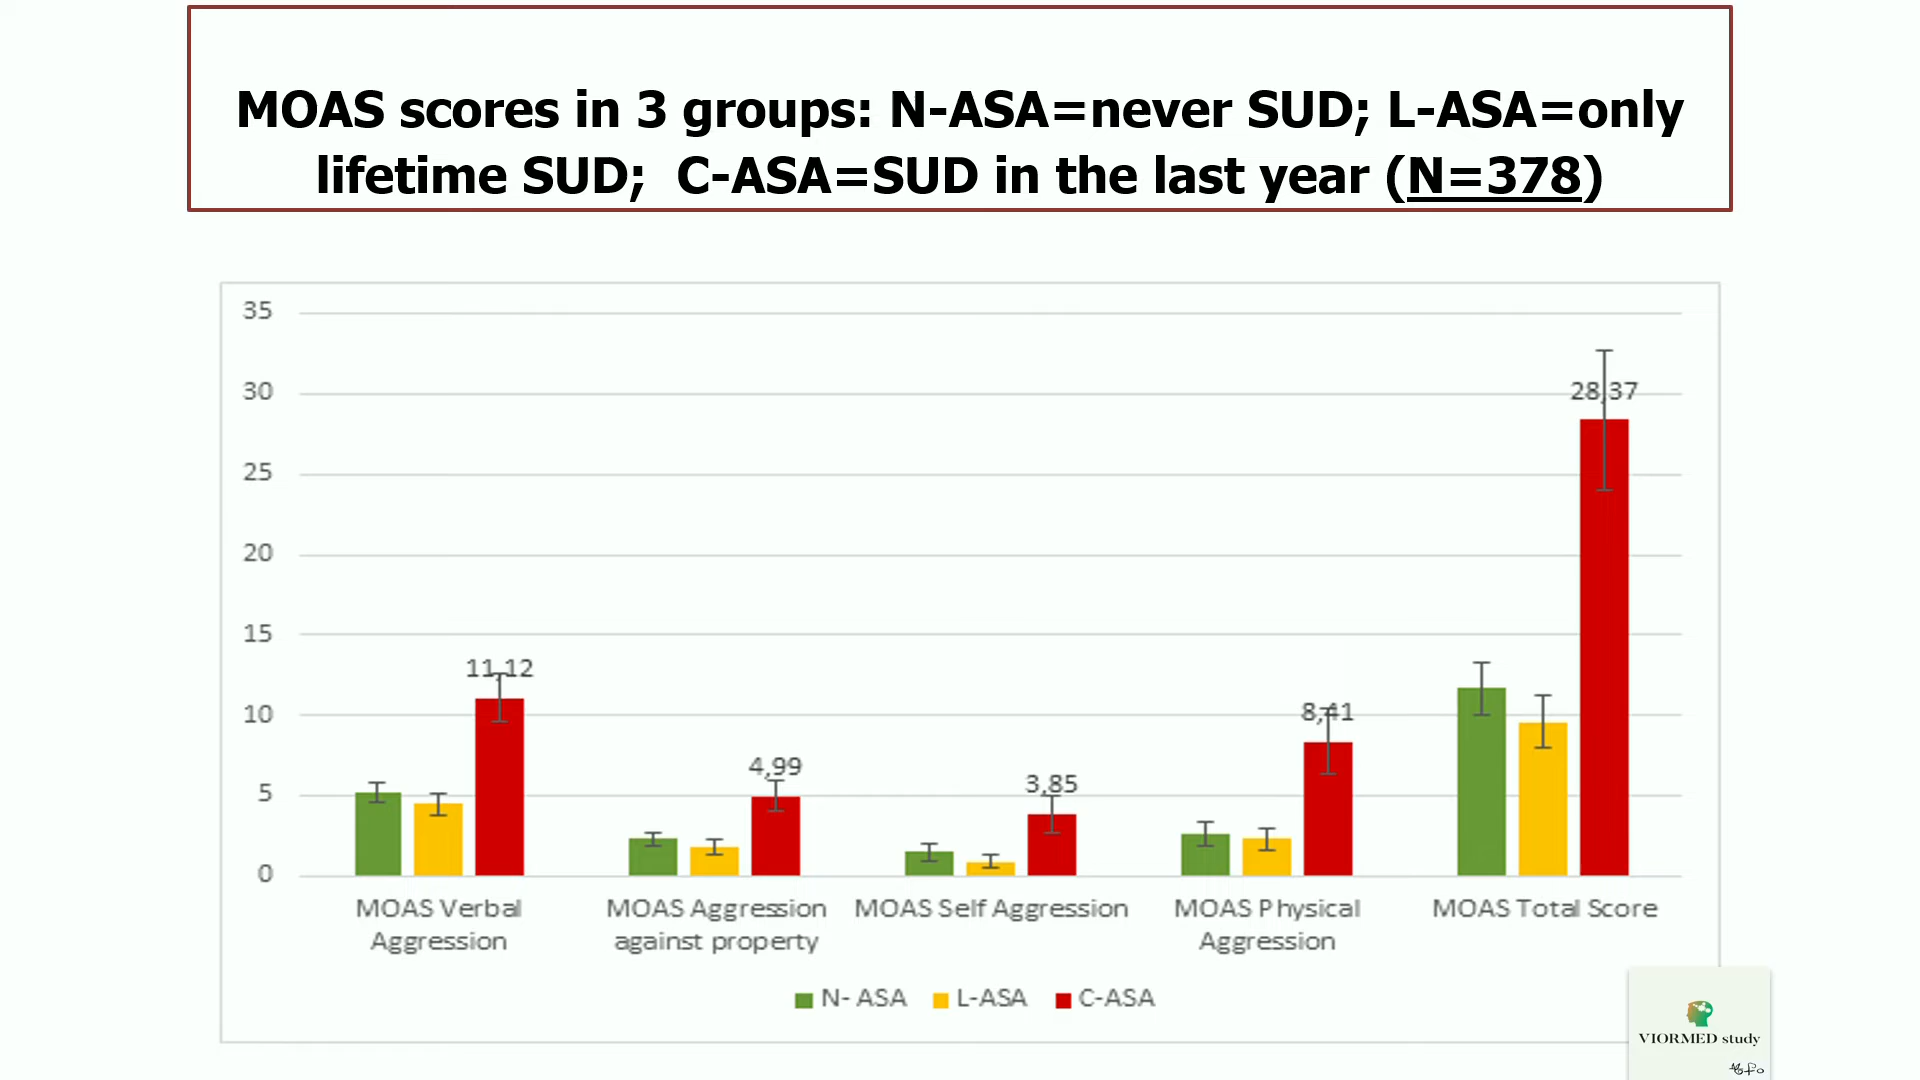 MOAS scores in 3 groups: N-ASA=never SUD; L-ASA=only
lifetime SUD; C-ASA=SUD in the last year (N=378)
35
30
25
20
15
10
5
0
11,12
4,99
3,85
8,41
28,37
MOAS Verbal
Aggression
MOAS Aggression
against property
MOAS Self Aggression
MOAS Physical
Aggression
MOAS Total Score
N- ASA
L-ASA
C-ASA
VIORMED study